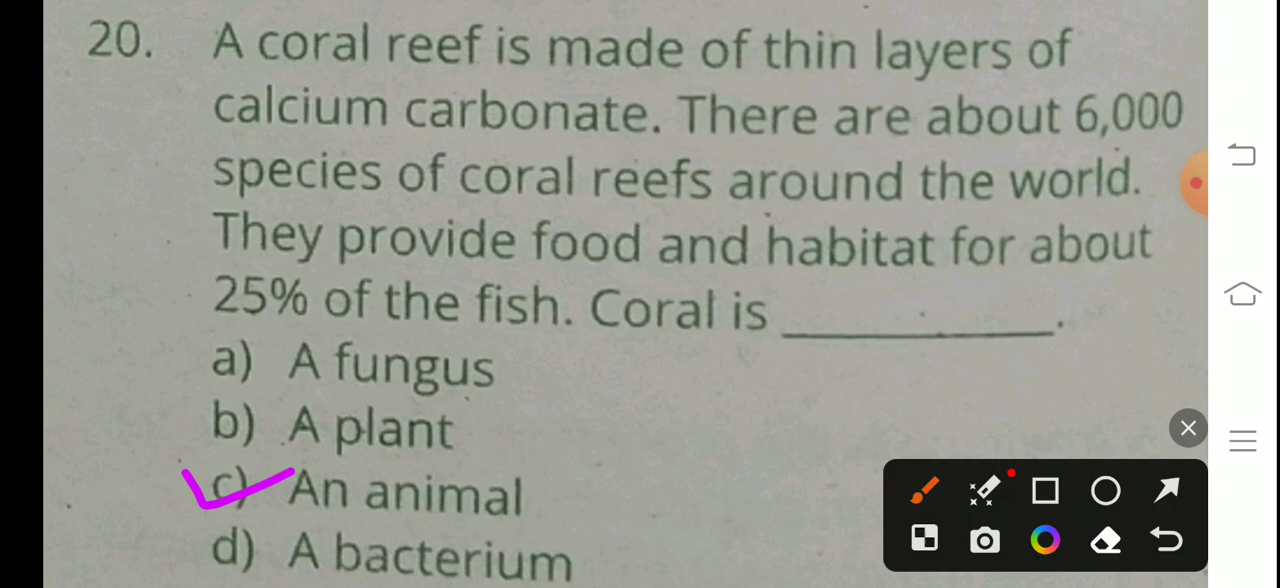 20. A coral reef is made of thin layers of
calcium carbonate. There are about 6,000
species of coral reefs around the world.
They provide food and habitat for about
25% of the fish. Coral is ____________.
a) A fungus
b) A plant
c) An animal
d) A bacterium